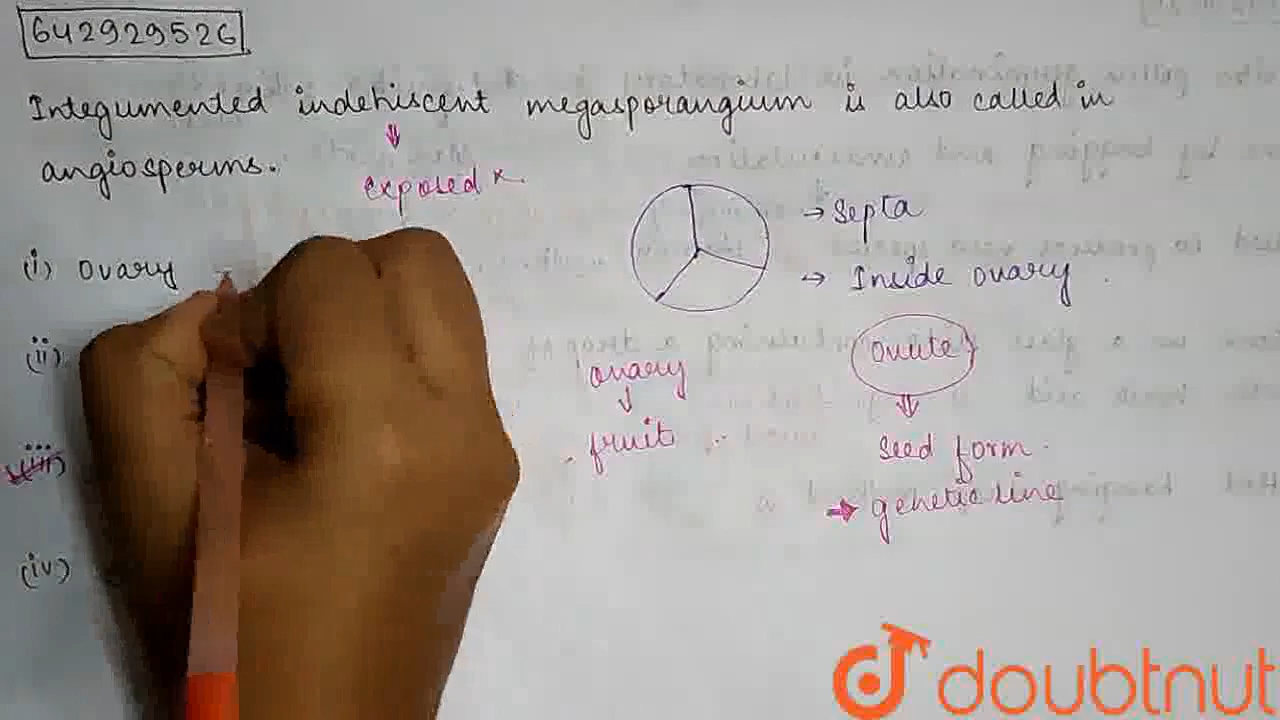 642929526
Integumented indehiscent megasporangium is also called in
angiosperms.
exposed ×
→ Septa
→ Inside ovary.
(i) Ovary
(ii)
(iii)
(iv)
ovary
fruit
Ovule
Seed form.
→ genetic line
doubtnut